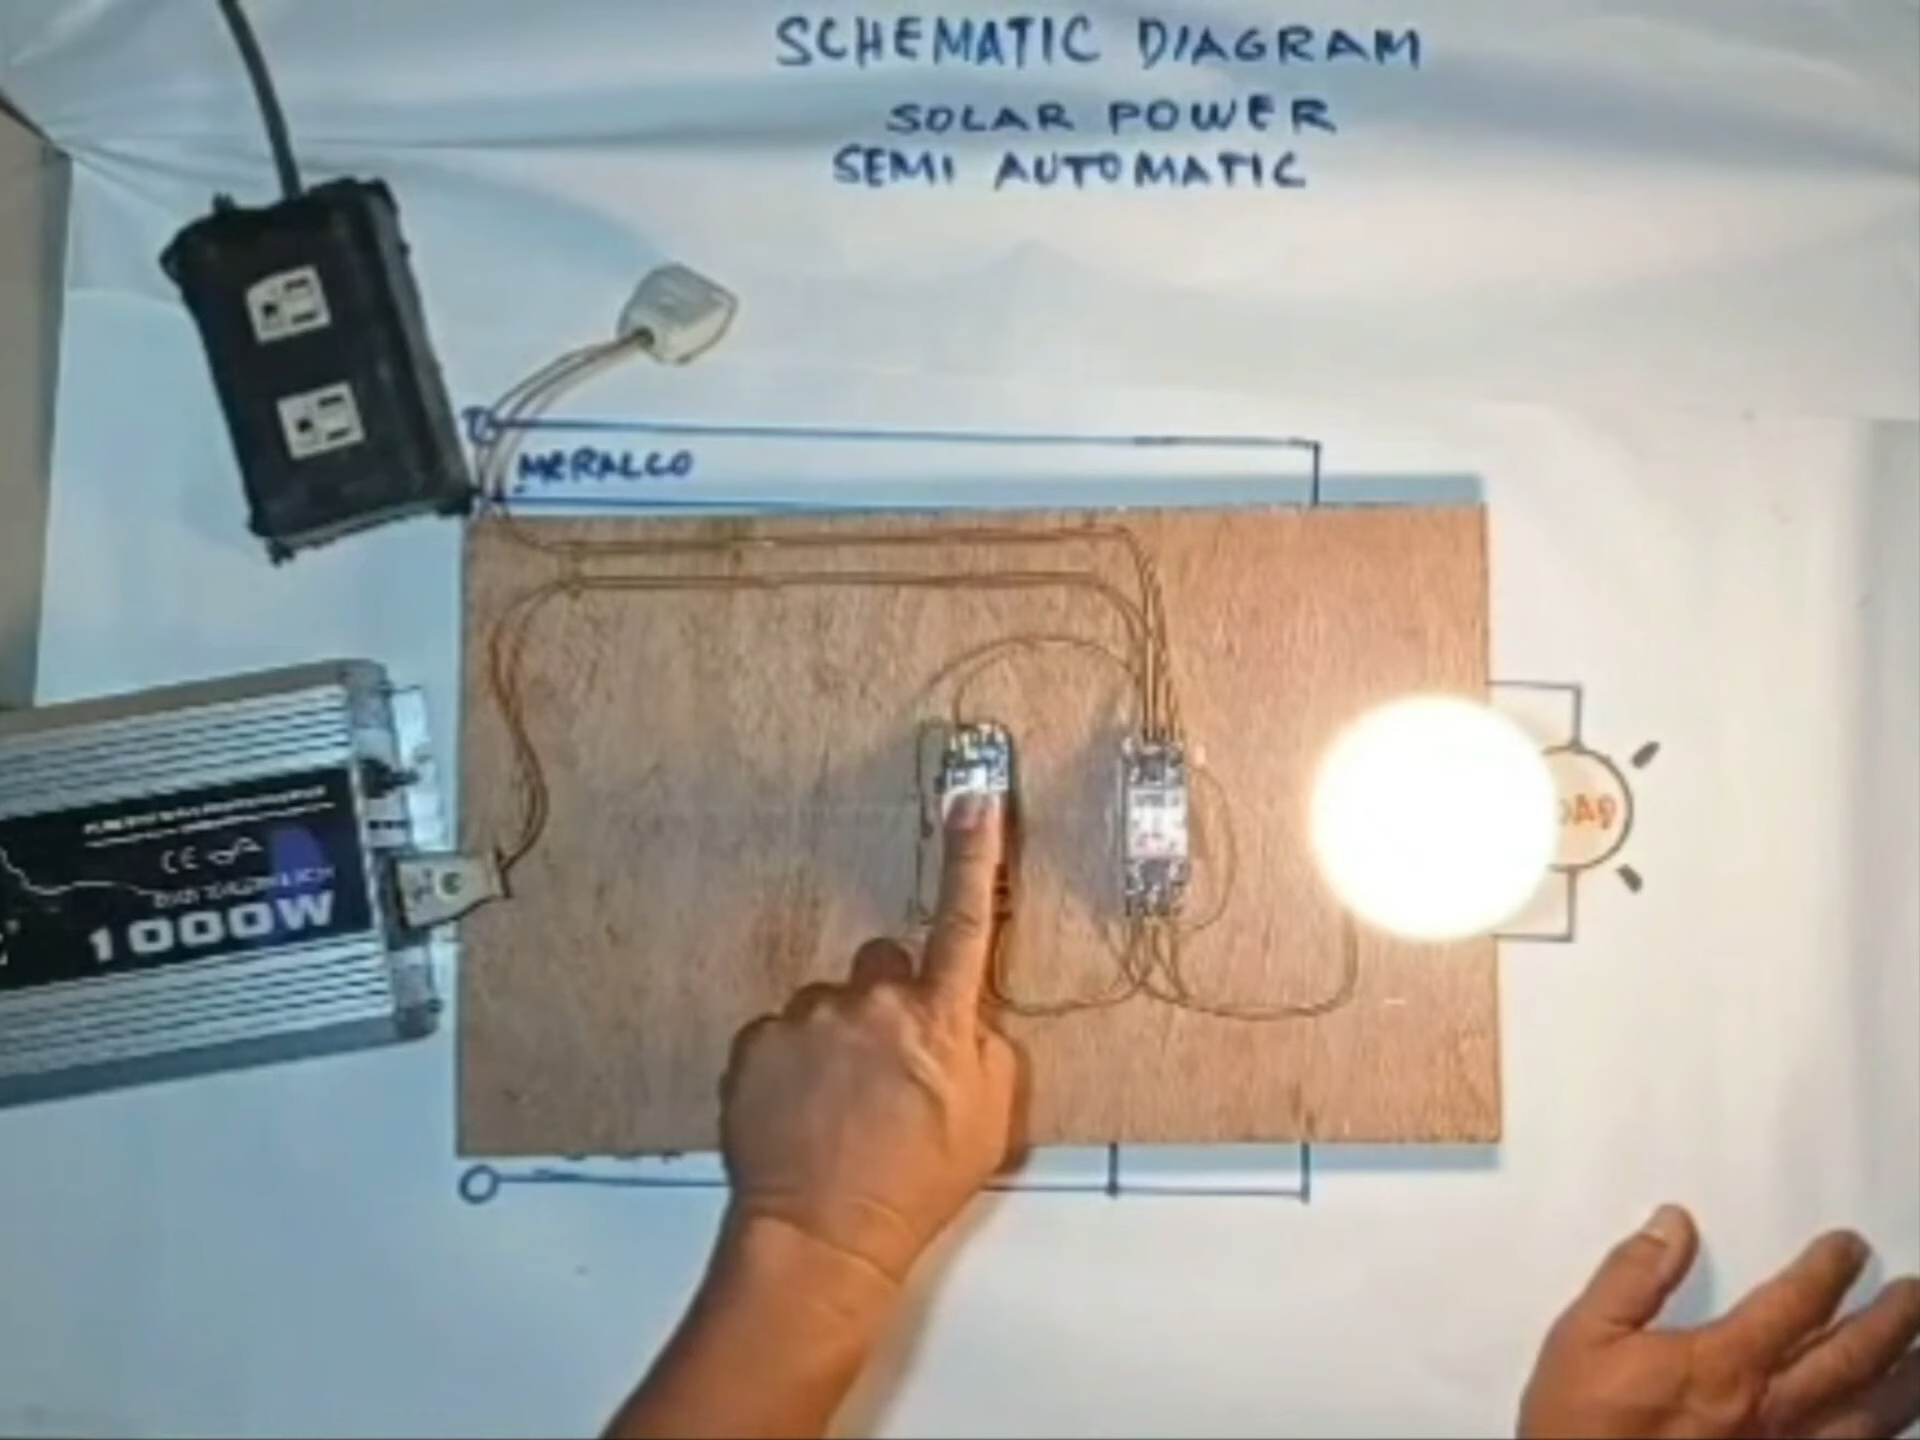 SCHEMATIC DIAGRAM
SOLAR POWER
SEMI AUTOMATIC
MERALCO
CE
1000W